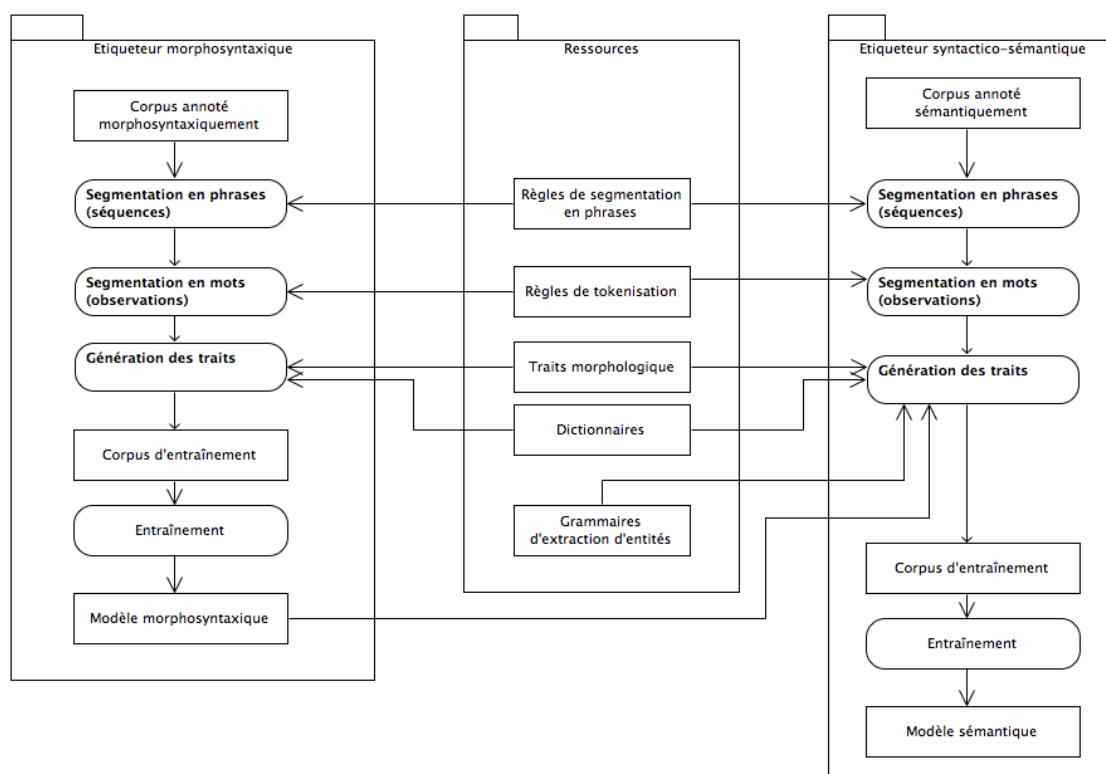 Etiqueteur morphosyntaxique
Corpus annoté
morphosyntaxiquement
Segmentation en phrases
(séquences)
Segmentation en mots
(observations)
Génération des traits
Corpus d'entraînement
Entraînement
Modèle morphosyntaxique
Ressources
Règles de segmentation
en phrases
Règles de tokenisation
Traits morphologique
Dictionnaires
Grammaires
d'extraction d'entités
Etiqueteur syntactico-sémantique
Corpus annoté
sémantiquement
Segmentation en phrases
(séquences)
Segmentation en mots
(observations)
Génération des traits
Corpus d'entraînement
Entraînement
Modèle sémantique